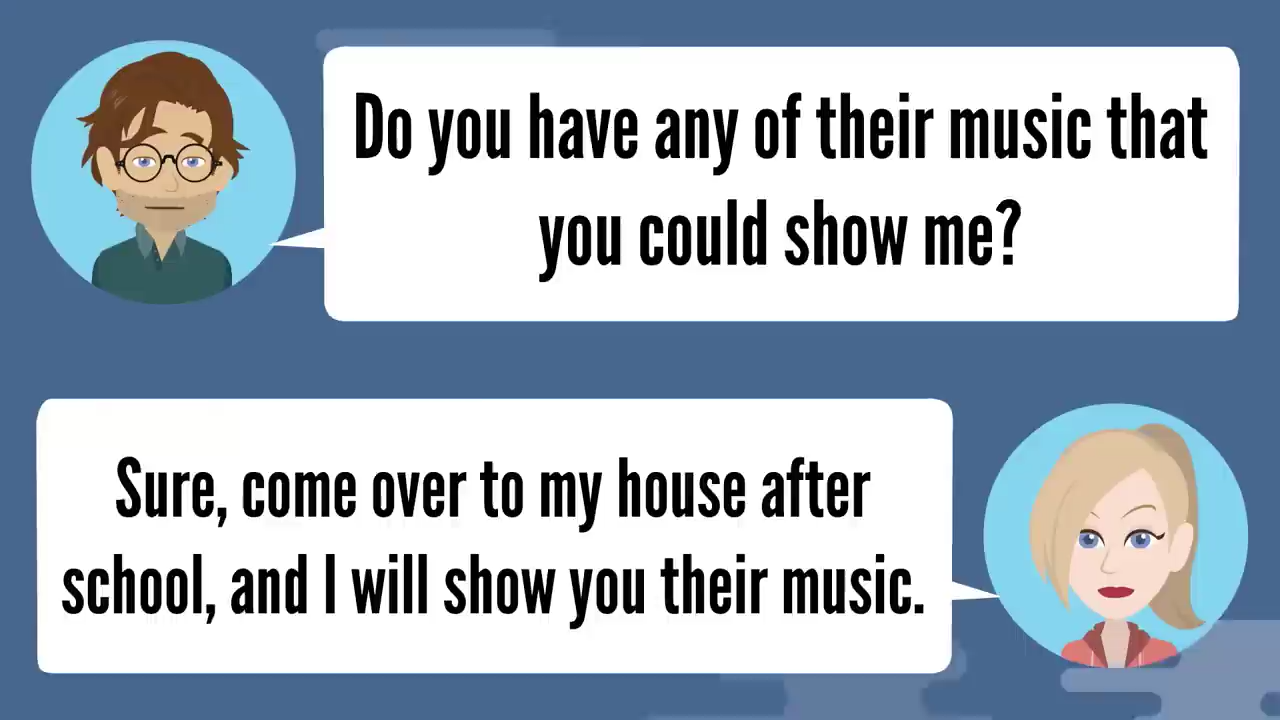 Do you have any of their music that
you could show me?
Sure, come over to my house after
school, and I will show you their music.